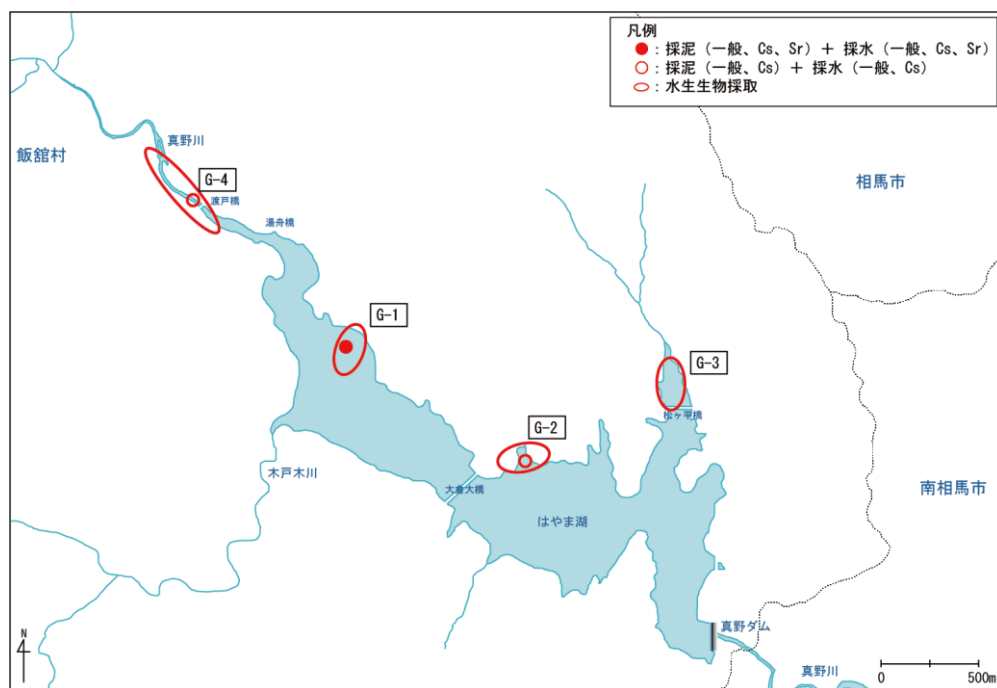 凡例
●：採泥（一般、Cs、Sr）＋ 採水（一般、Cs、Sr）
○：採泥（一般、Cs）＋ 採水（一般、Cs）
：水生生物採取
真野川
飯舘村
G-4
渡戸橋
湯舟橋
相馬市
G-1
G-3
松ヶ平橋
G-2
木戸木川
大倉大橋
南相馬市
はやま湖
真野ダム
N
真野川
0
500m